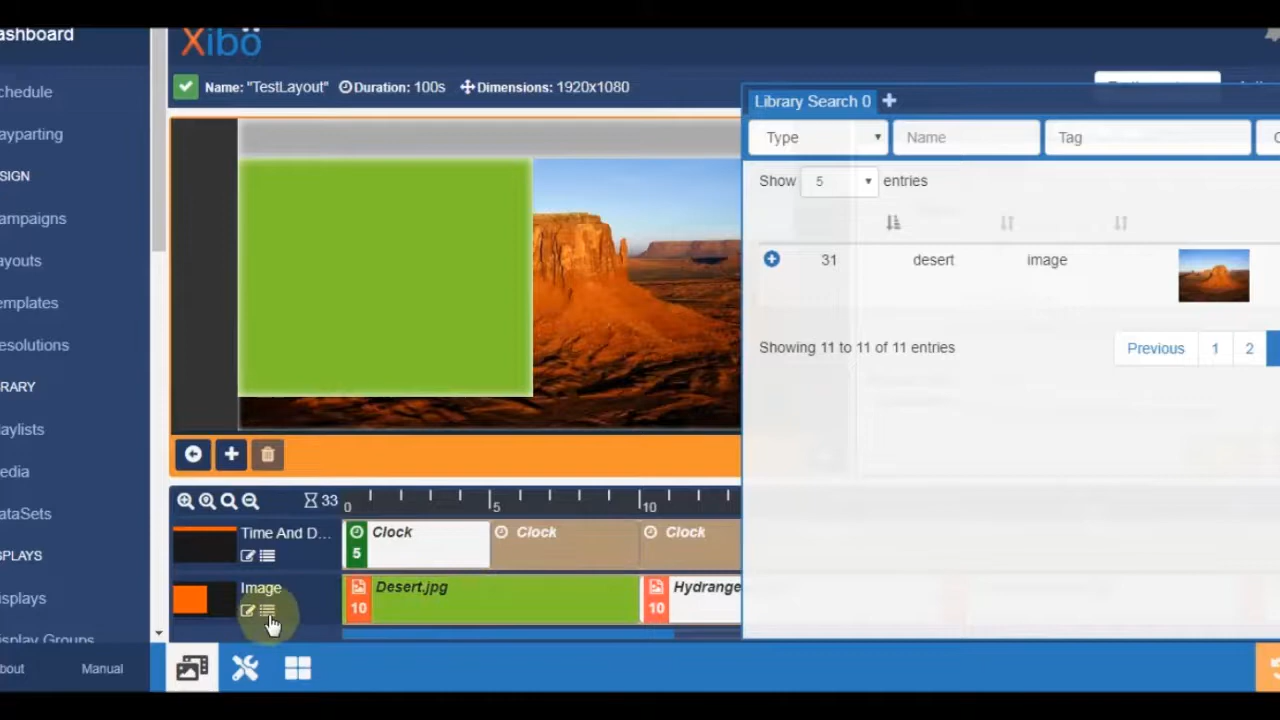 ashboard
chedule
ayparting
SIGN
ampaigns
ayouts
emplates
esolutions
RARY
aylists
edia
ataSets
SPLAYS
isplays
isplay Groups
bout Manual
Xibo
Name: "TestLayout" Duration: 100s Dimensions: 1920x1080
Library Search 0
Type Name Tag
Show 5 entries
31 desert image
Showing 11 to 11 of 11 entries
Previous 1 2
33 0 5 10
Time And D... Clock Clock Clock
5
Image Desert.jpg Hydrange
10 10